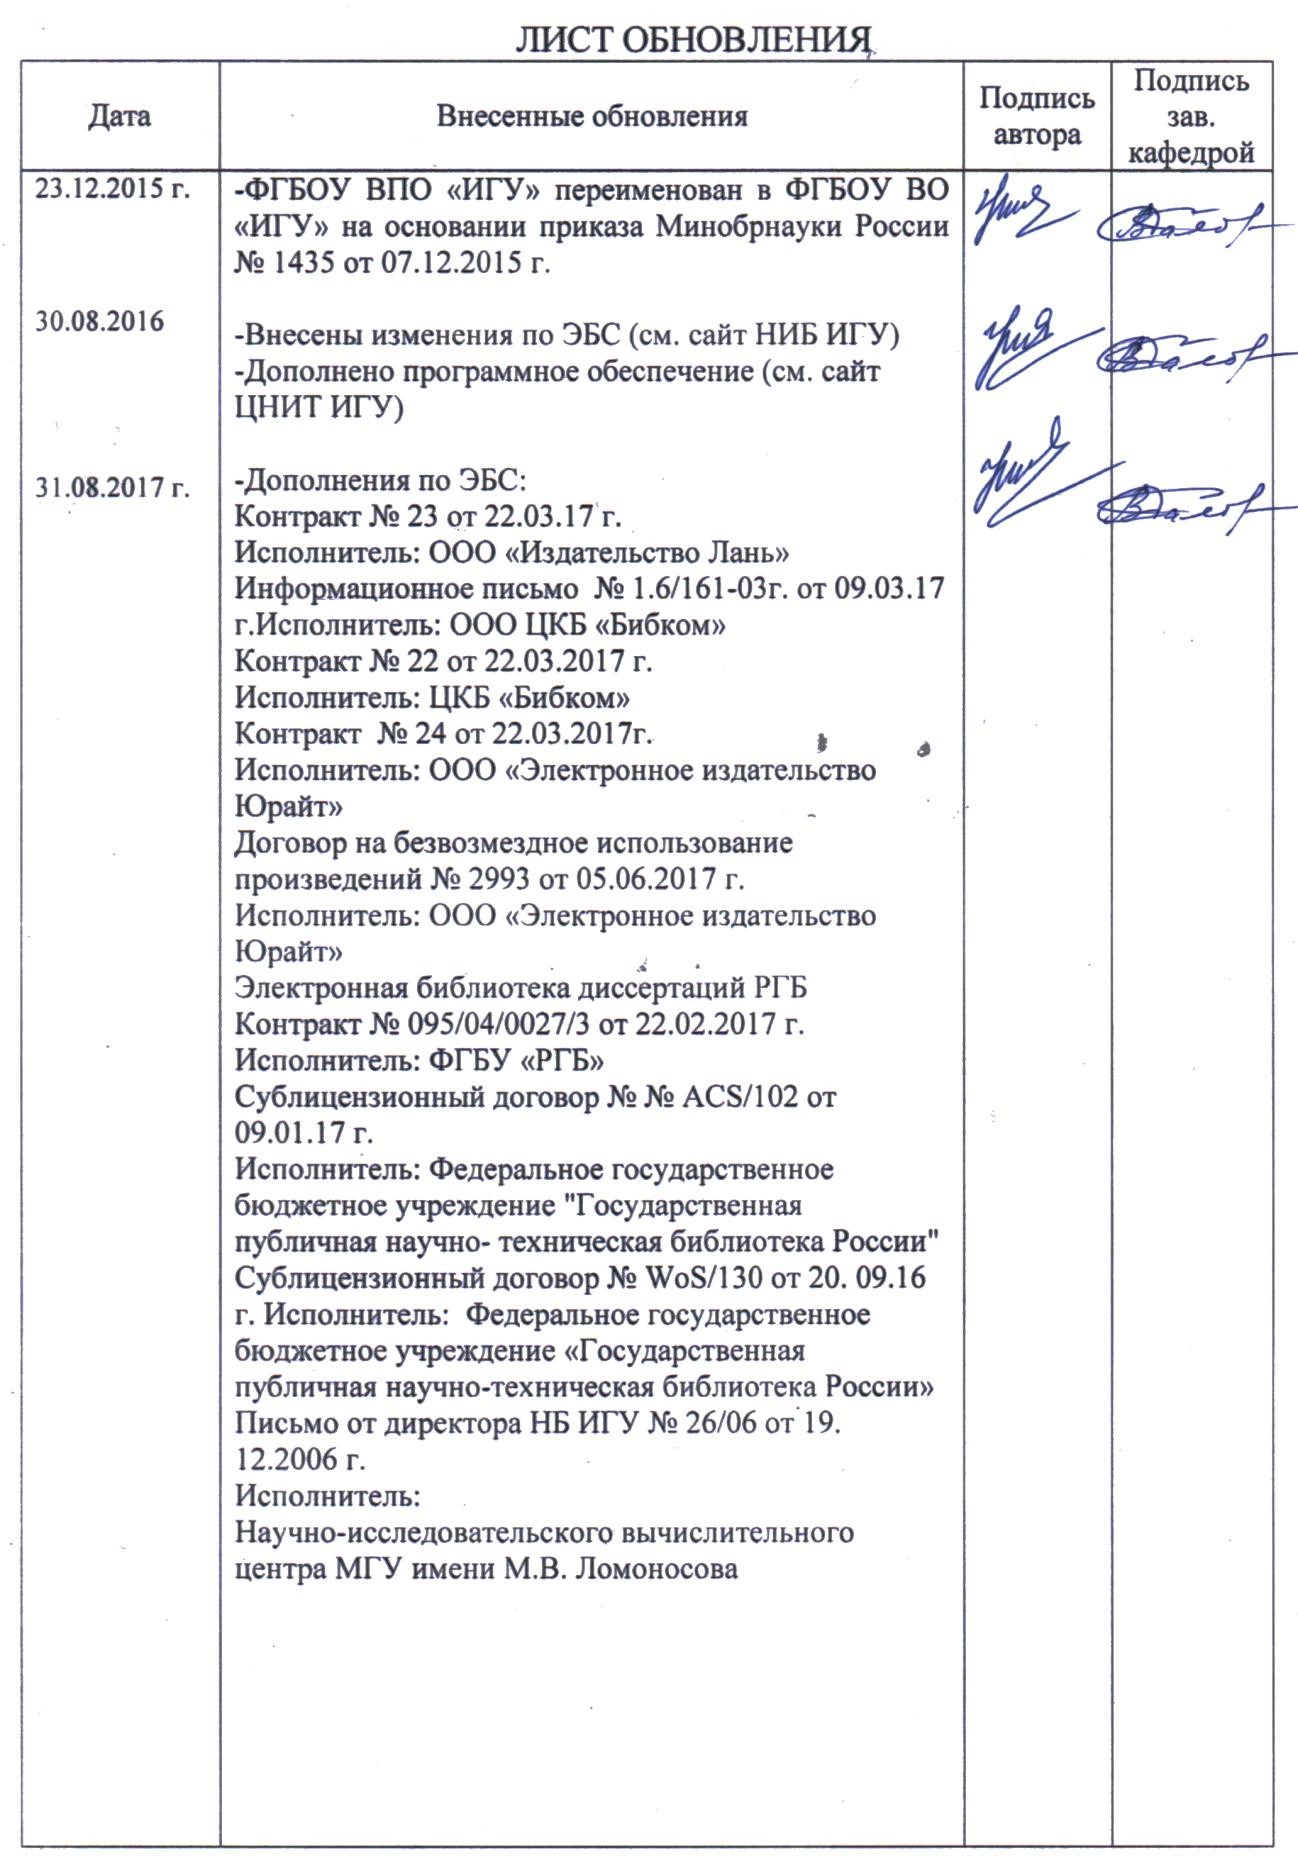 ЛИСТ ОБНОВЛЕНИЯ
Дата
Внесенные обновления
Подпись
автора
Подпись
зав.
кафедрой
23.12.2015 г.
-ФГБОУ ВПО «ИГУ» переименован в ФГБОУ ВО
«ИГУ» на основании приказа Минобрнауки России
№ 1435 от 07.12.2015 г.
30.08.2016
-Внесены изменения по ЭБС (см. сайт НИБ ИГУ)
-Дополнено программное обеспечение (см. сайт
ЦНИТ ИГУ)
31.08.2017 г.
-Дополнения по ЭБС:
Контракт № 23 от 22.03.17 г.
Исполнитель: ООО «Издательство Лань»
Информационное письмо № 1.6/161-03г. от 09.03.17
г.Исполнитель: ООО ЦКБ «Бибком»
Контракт № 22 от 22.03.2017 г.
Исполнитель: ЦКБ «Бибком»
Контракт № 24 от 22.03.2017г.
Исполнитель: ООО «Электронное издательство
Юрайт»
Договор на безвозмездное использование
произведений № 2993 от 05.06.2017 г.
Исполнитель: ООО «Электронное издательство
Юрайт»
Электронная библиотека диссертаций РГБ
Контракт № 095/04/0027/3 от 22.02.2017 г.
Исполнитель: ФГБУ «РГБ»
Сублицензионный договор № № ACS/102 от
09.01.17 г.
Исполнитель: Федеральное государственное
бюджетное учреждение "Государственная
публичная научно- техническая библиотека России"
Сублицензионный договор № WoS/130 от 20. 09.16
г. Исполнитель: Федеральное государственное
бюджетное учреждение «Государственная
публичная научно-техническая библиотека России»
Письмо от директора НБ ИГУ № 26/06 от 19.
12.2006 г.
Исполнитель:
Научно-исследовательского вычислительного
центра МГУ имени М.В. Ломоносова